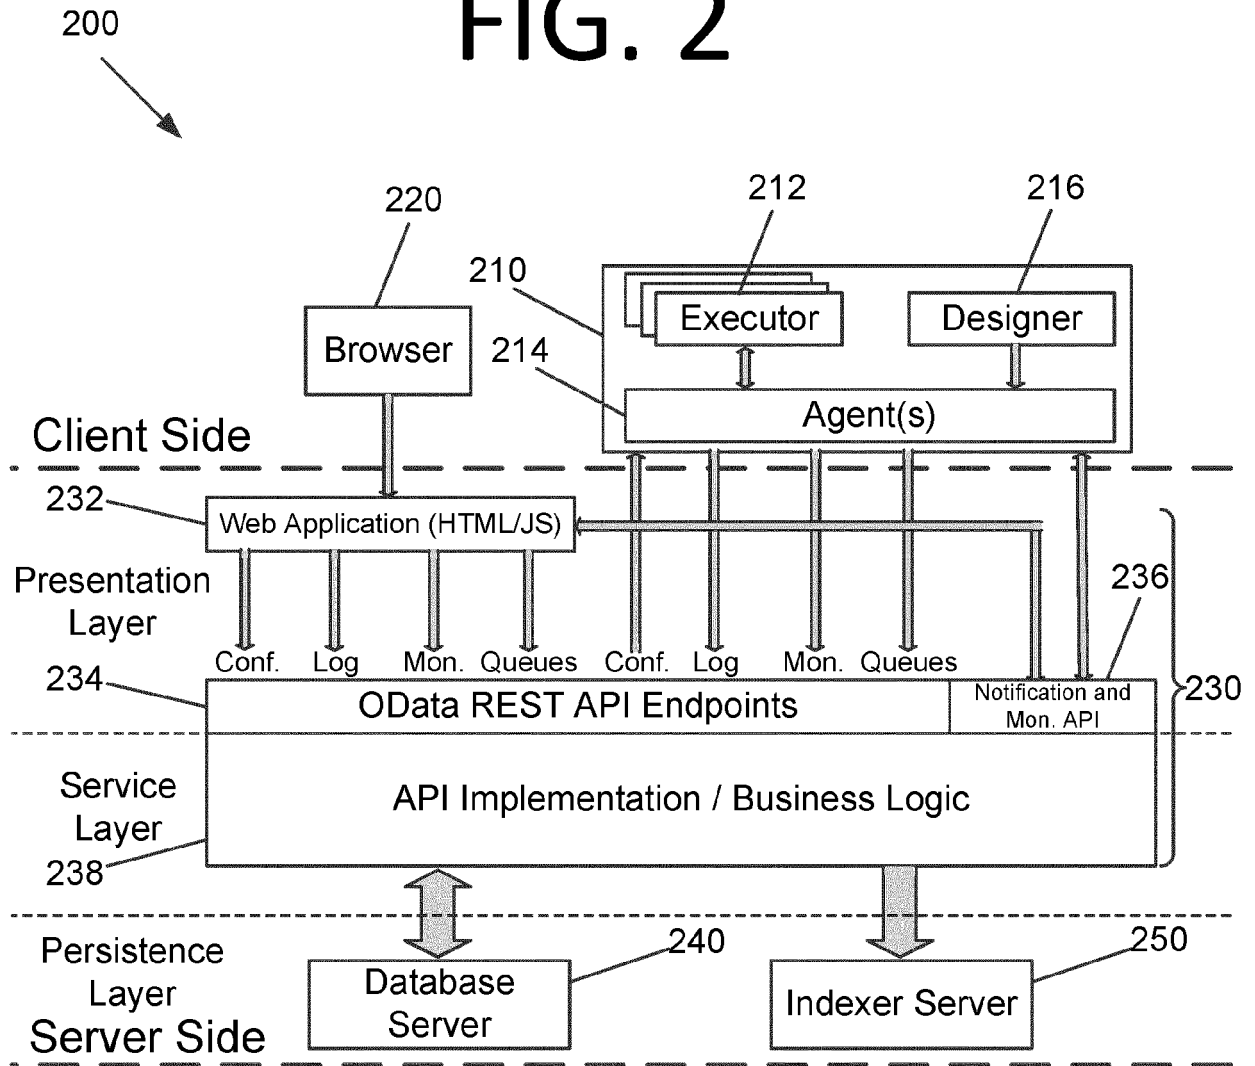 FIG. 2
200
220
212
216
210
Executor
Designer
Browser
214
Agent(s)
Client Side
232
Web Application (HTML/JS)
Presentation
Layer
236
Conf.
Log
Mon.
Queues
Conf.
Log
Mon.
Queues
234
OData REST API Endpoints
Notification and
Mon. API
230
Service
Layer
API Implementation / Business Logic
238
Persistence
Layer
240
250
Database
Server
Indexer Server
Server Side